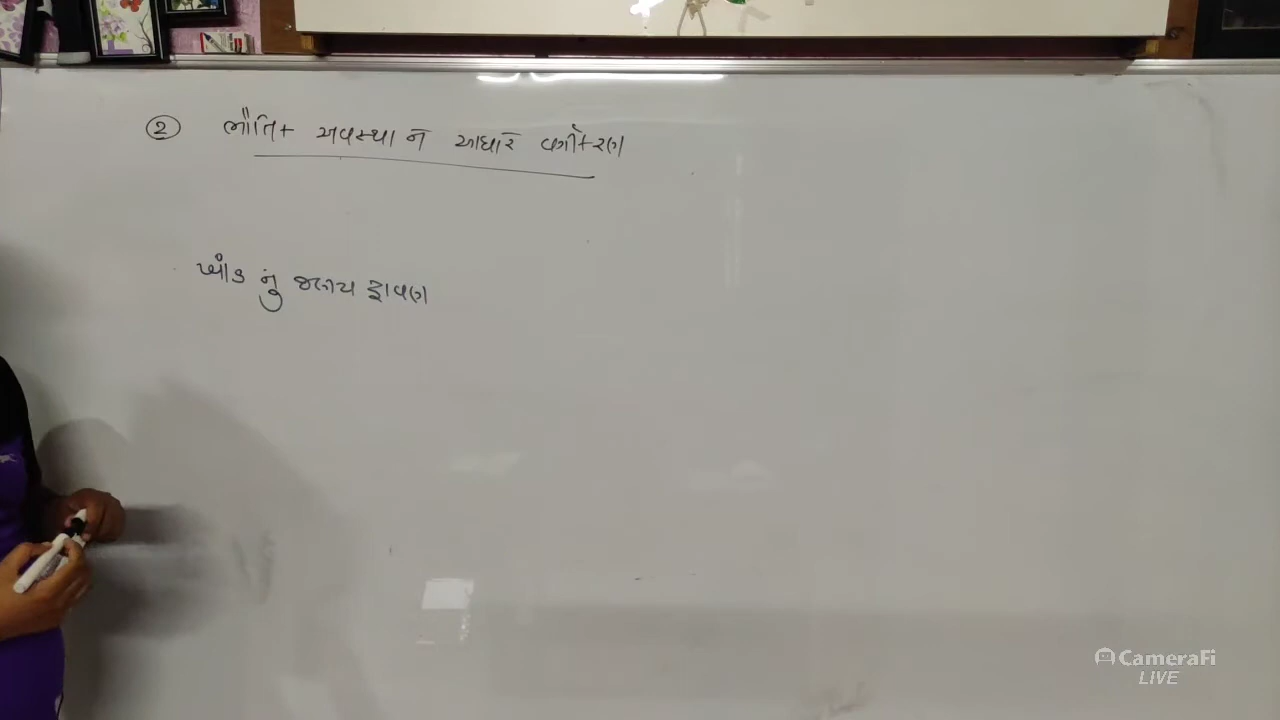 ② ભૌતિક અવસ્થા ને આધારે વર્ગીકરણ
ખાંડ નું જલીય દ્રાવણ
CameraFi
LIVE